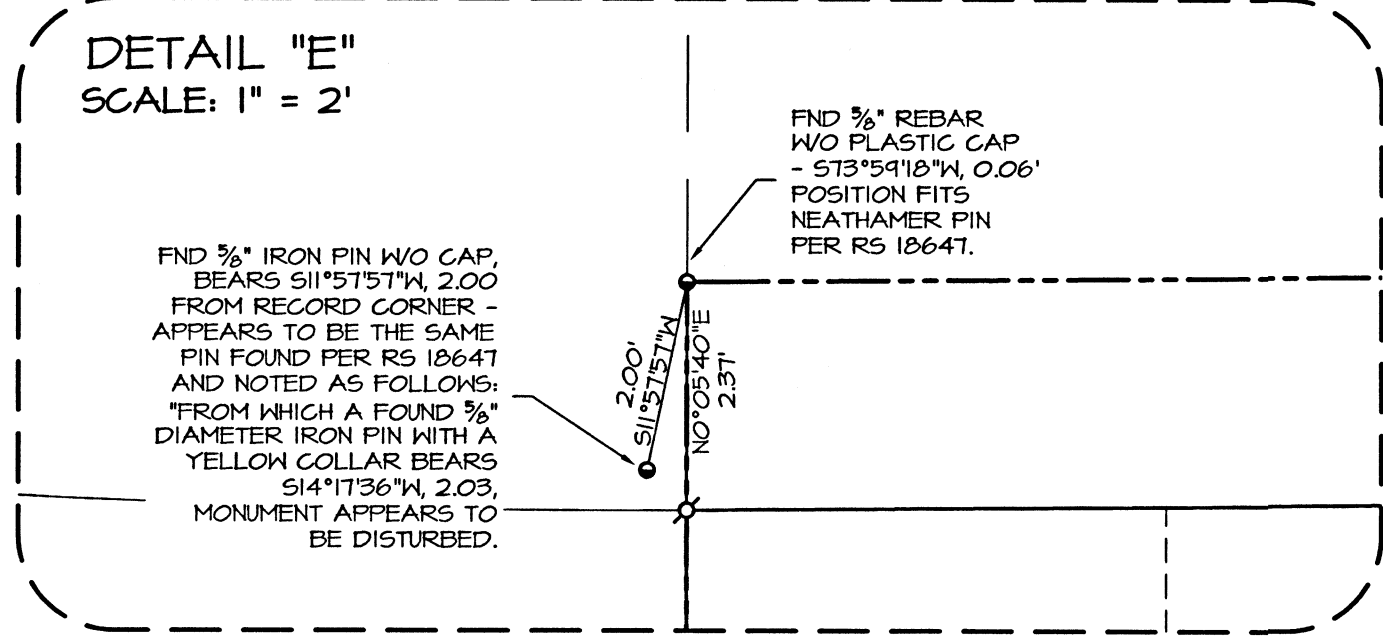 DETAIL "E"
SCALE: 1" = 2'
FND 5/8" REBAR
W/O PLASTIC CAP
- S73°59'18"W, 0.06'
POSITION FITS
NEATHAMER PIN
PER RS 18647.
FND 5/8" IRON PIN W/O CAP,
BEARS S11°57'57"W, 2.00
FROM RECORD CORNER -
APPEARS TO BE THE SAME
PIN FOUND PER RS 18647
AND NOTED AS FOLLOWS:
"FROM WHICH A FOUND 5/8"
DIAMETER IRON PIN WITH A
YELLOW COLLAR BEARS
S14°17'36"W, 2.03,
MONUMENT APPEARS TO
BE DISTURBED.
2.00'
S11°57'57"W
N0°05'40"E
2.37'